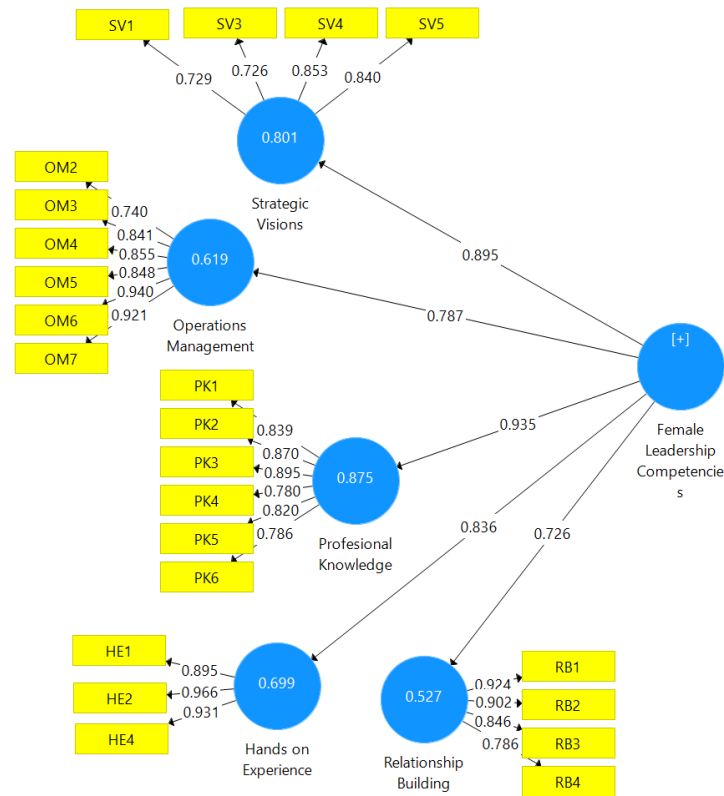 SV1
SV3
SV4
SV5
0.729
0.726
0.853
0.840
0.801
Strategic
Visions
OM2
OM3
OM4
OM5
OM6
OM7
0.740
0.841
0.855
0.848
0.940
0.921
0.619
Operations
Management
0.895
0.787
[+]
Female
Leadership
Competencie
s
PK1
PK2
PK3
PK4
PK5
PK6
0.839
0.870
0.895
0.780
0.820
0.786
0.875
Profesional
Knowledge
0.935
0.836
0.726
HE1
HE2
HE4
0.895
0.966
0.931
0.699
Hands on
Experience
0.527
Relationship
Building
0.924
0.902
0.846
0.786
RB1
RB2
RB3
RB4